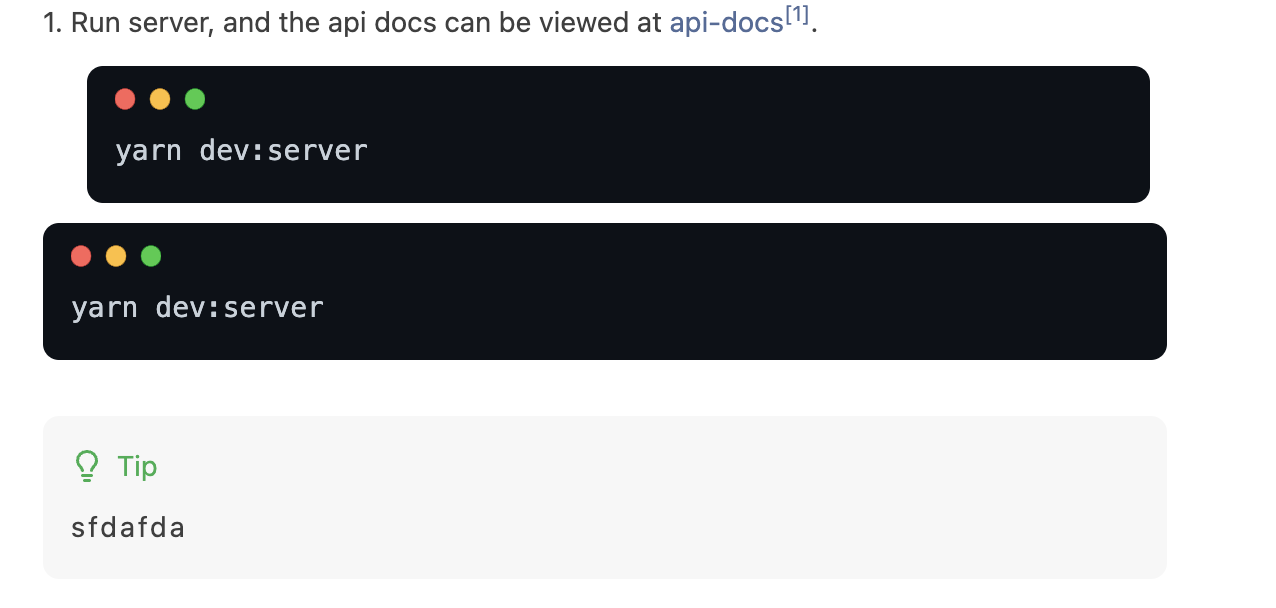 1. Run server, and the api docs can be viewed at api-docs[1].
yarn dev:server
yarn dev:server
Tip
sfdafda